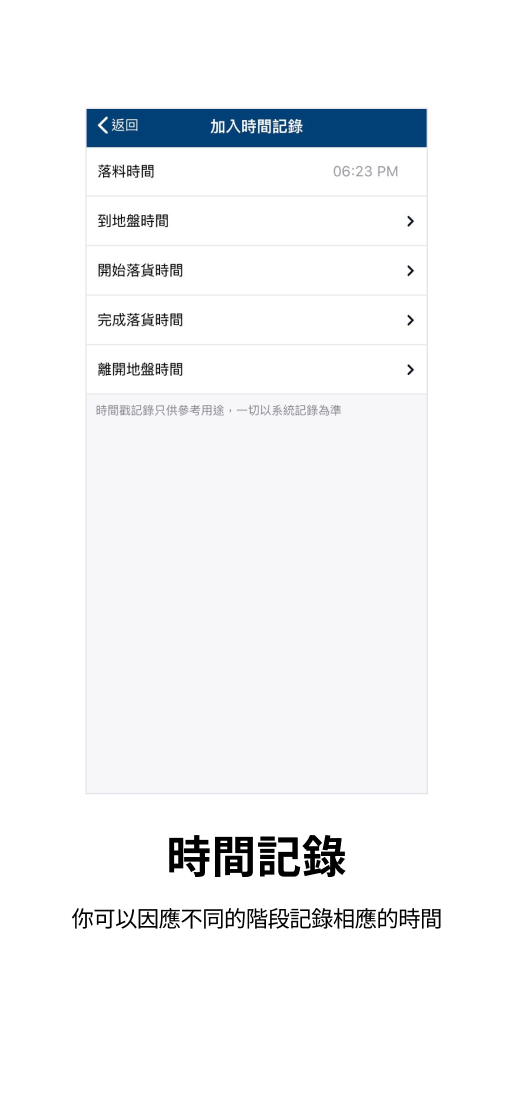 返回
加入時間記錄
落料時間 06:23 PM
到地盤時間
開始落貨時間
完成落貨時間
離開地盤時間
時間戳記錄只供參考用途，一切以系統記錄為準
時間記錄
你可以因應不同的階段記錄相應的時間